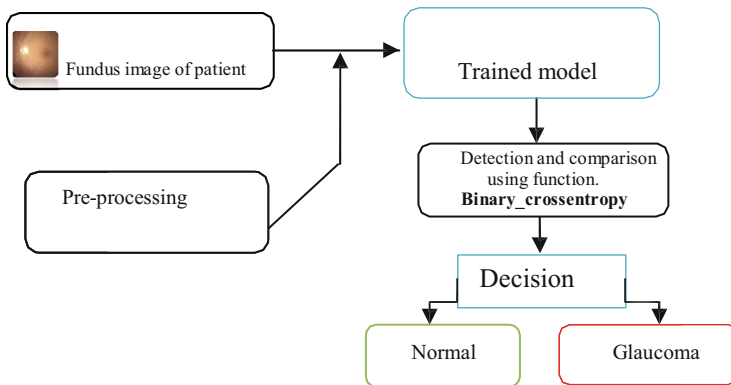 Fundus image of patient
Trained model
Pre-processing
Detection and comparison
using function.
Binary_crossentropy
Decision
Normal
Glaucoma